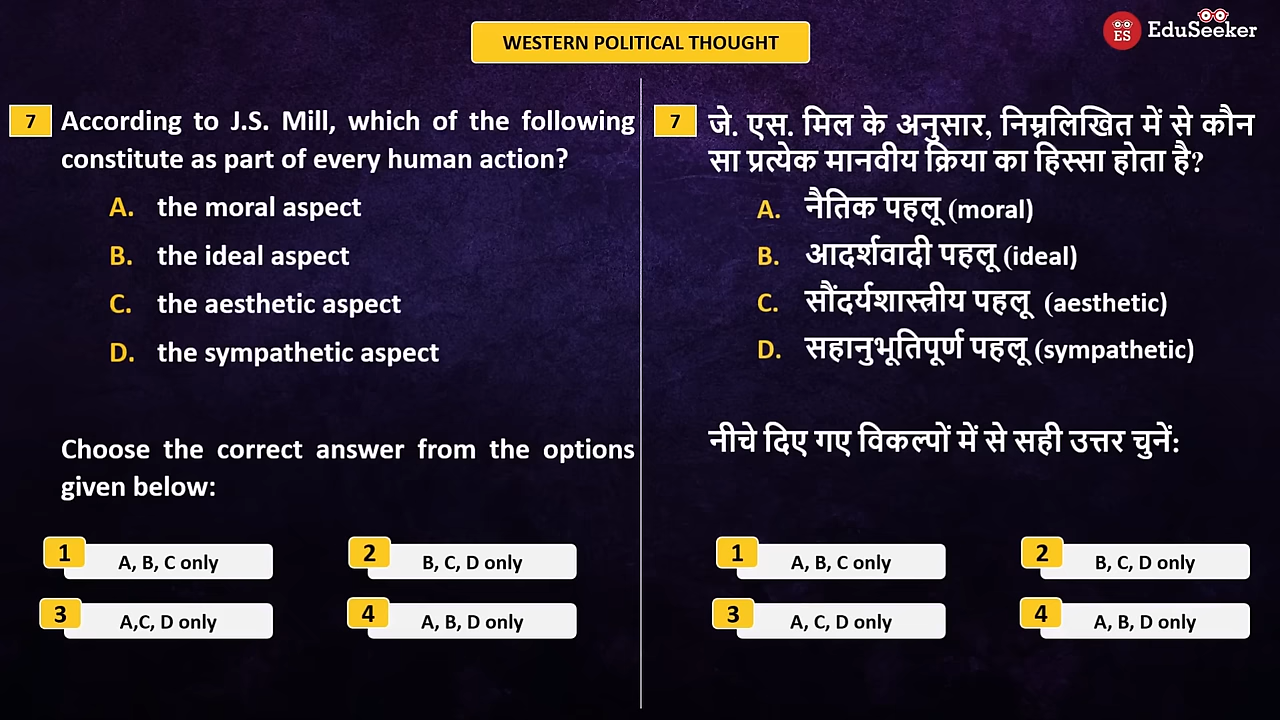 WESTERN POLITICAL THOUGHT
ES EduSeeker
7 According to J.S. Mill, which of the following
constitute as part of every human action?
A. the moral aspect
B. the ideal aspect
C. the aesthetic aspect
D. the sympathetic aspect
Choose the correct answer from the options
given below:
1 A, B, C only
2 B, C, D only
3 A,C, D only
4 A, B, D only
7 जे. एस. मिल के अनुसार, निम्नलिखित में से कौन
सा प्रत्येक मानवीय क्रिया का हिस्सा होता है?
A. नैतिक पहलू (moral)
B. आदर्शवादी पहलू (ideal)
C. सौंदर्यशास्त्रीय पहलू (aesthetic)
D. सहानुभूतिपूर्ण पहलू (sympathetic)
नीचे दिए गए विकल्पों में से सही उत्तर चुनें:
1 A, B, C only
2 B, C, D only
3 A, C, D only
4 A, B, D only